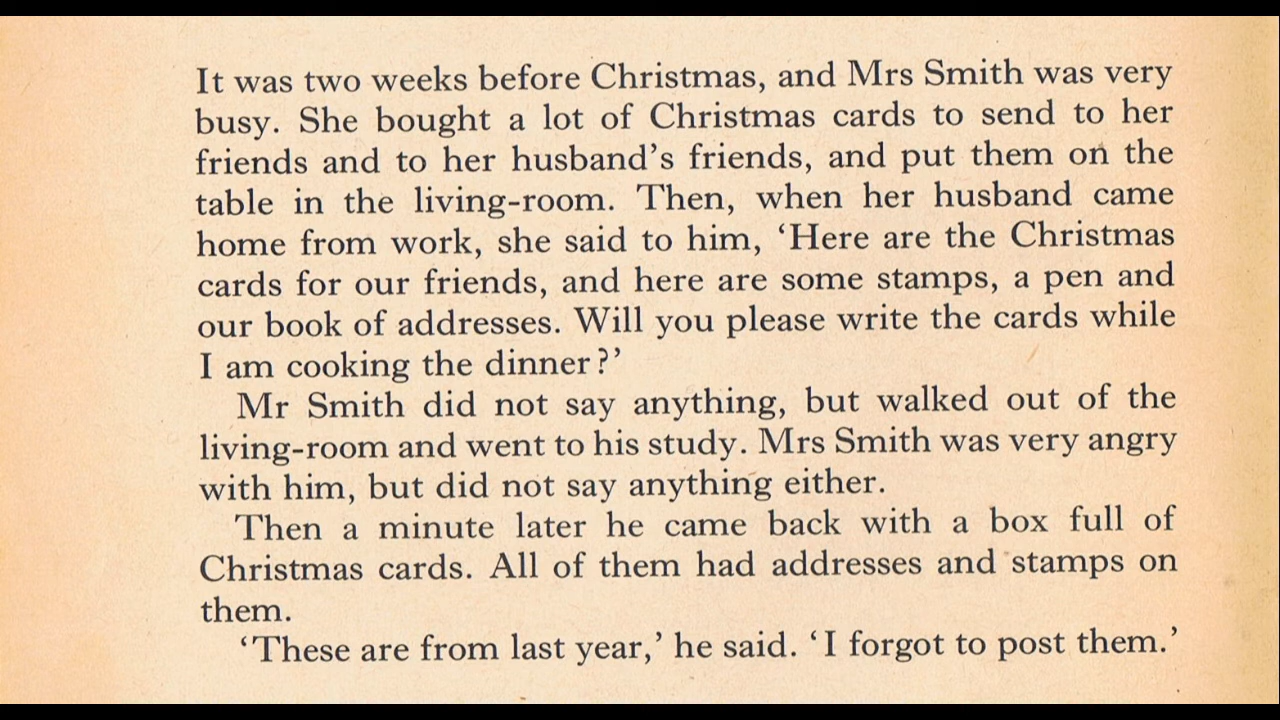 It was two weeks before Christmas, and Mrs Smith was very
busy. She bought a lot of Christmas cards to send to her
friends and to her husband’s friends, and put them on the
table in the living-room. Then, when her husband came
home from work, she said to him, ‘Here are the Christmas
cards for our friends, and here are some stamps, a pen and
our book of addresses. Will you please write the cards while
I am cooking the dinner?’
Mr Smith did not say anything, but walked out of the
living-room and went to his study. Mrs Smith was very angry
with him, but did not say anything either.
Then a minute later he came back with a box full of
Christmas cards. All of them had addresses and stamps on
them.
‘These are from last year,’ he said. ‘I forgot to post them.’